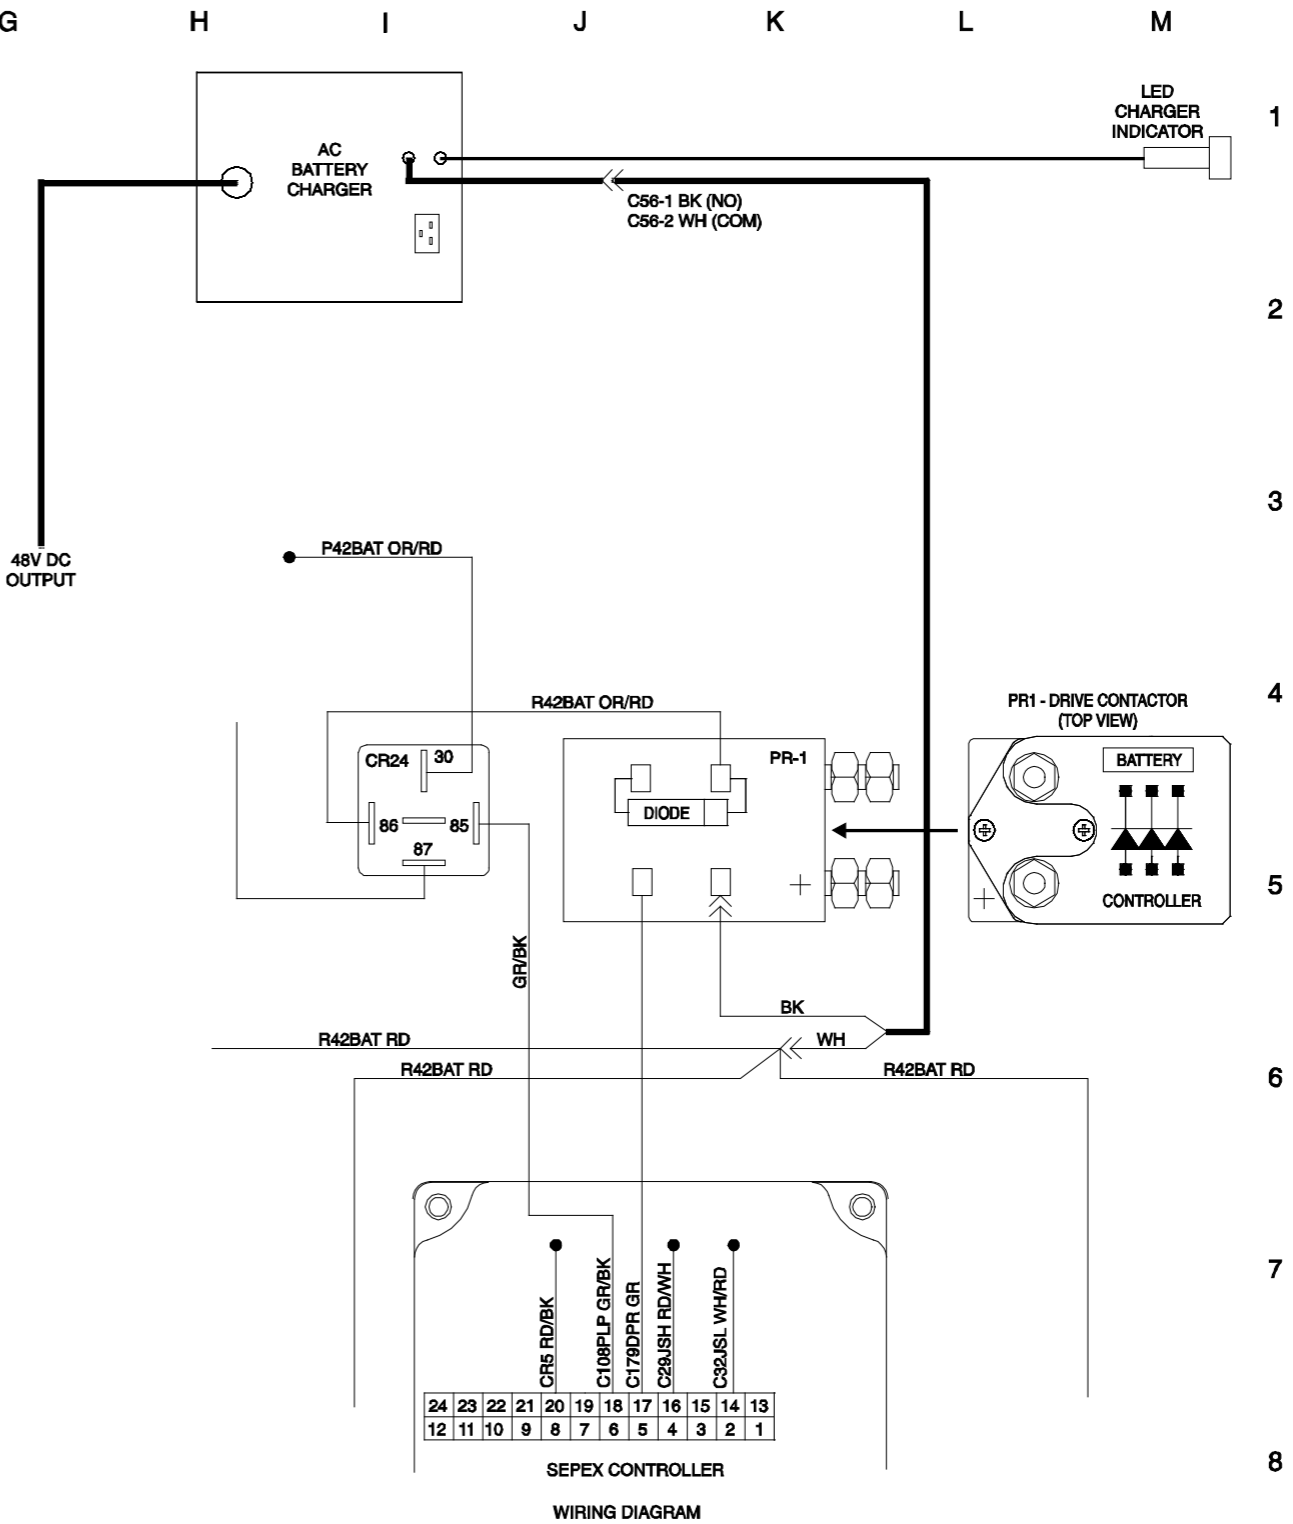 G H I J K L M
LED
CHARGER
INDICATOR
1
AC
BATTERY
CHARGER
C56-1 BK (NO)
C56-2 WH (COM)
2
3
48V DC
OUTPUT
P42BAT OR/RD
4
R42BAT OR/RD
PR1 - DRIVE CONTACTOR
(TOP VIEW)
CR24 30
PR-1
BATTERY
DIODE
86 85
87
5
CONTROLLER
GR/BK
BK
R42BAT RD
WH
R42BAT RD
R42BAT RD
6
7
CR5 RD/BK
C108PLP GR/BK
C179DPR GR
C29JSH RD/WH
C32JSL WH/RD
24 23 22 21 20 19 18 17 16 15 14 13
12 11 10 9 8 7 6 5 4 3 2 1
8
SEPEX CONTROLLER
WIRING DIAGRAM